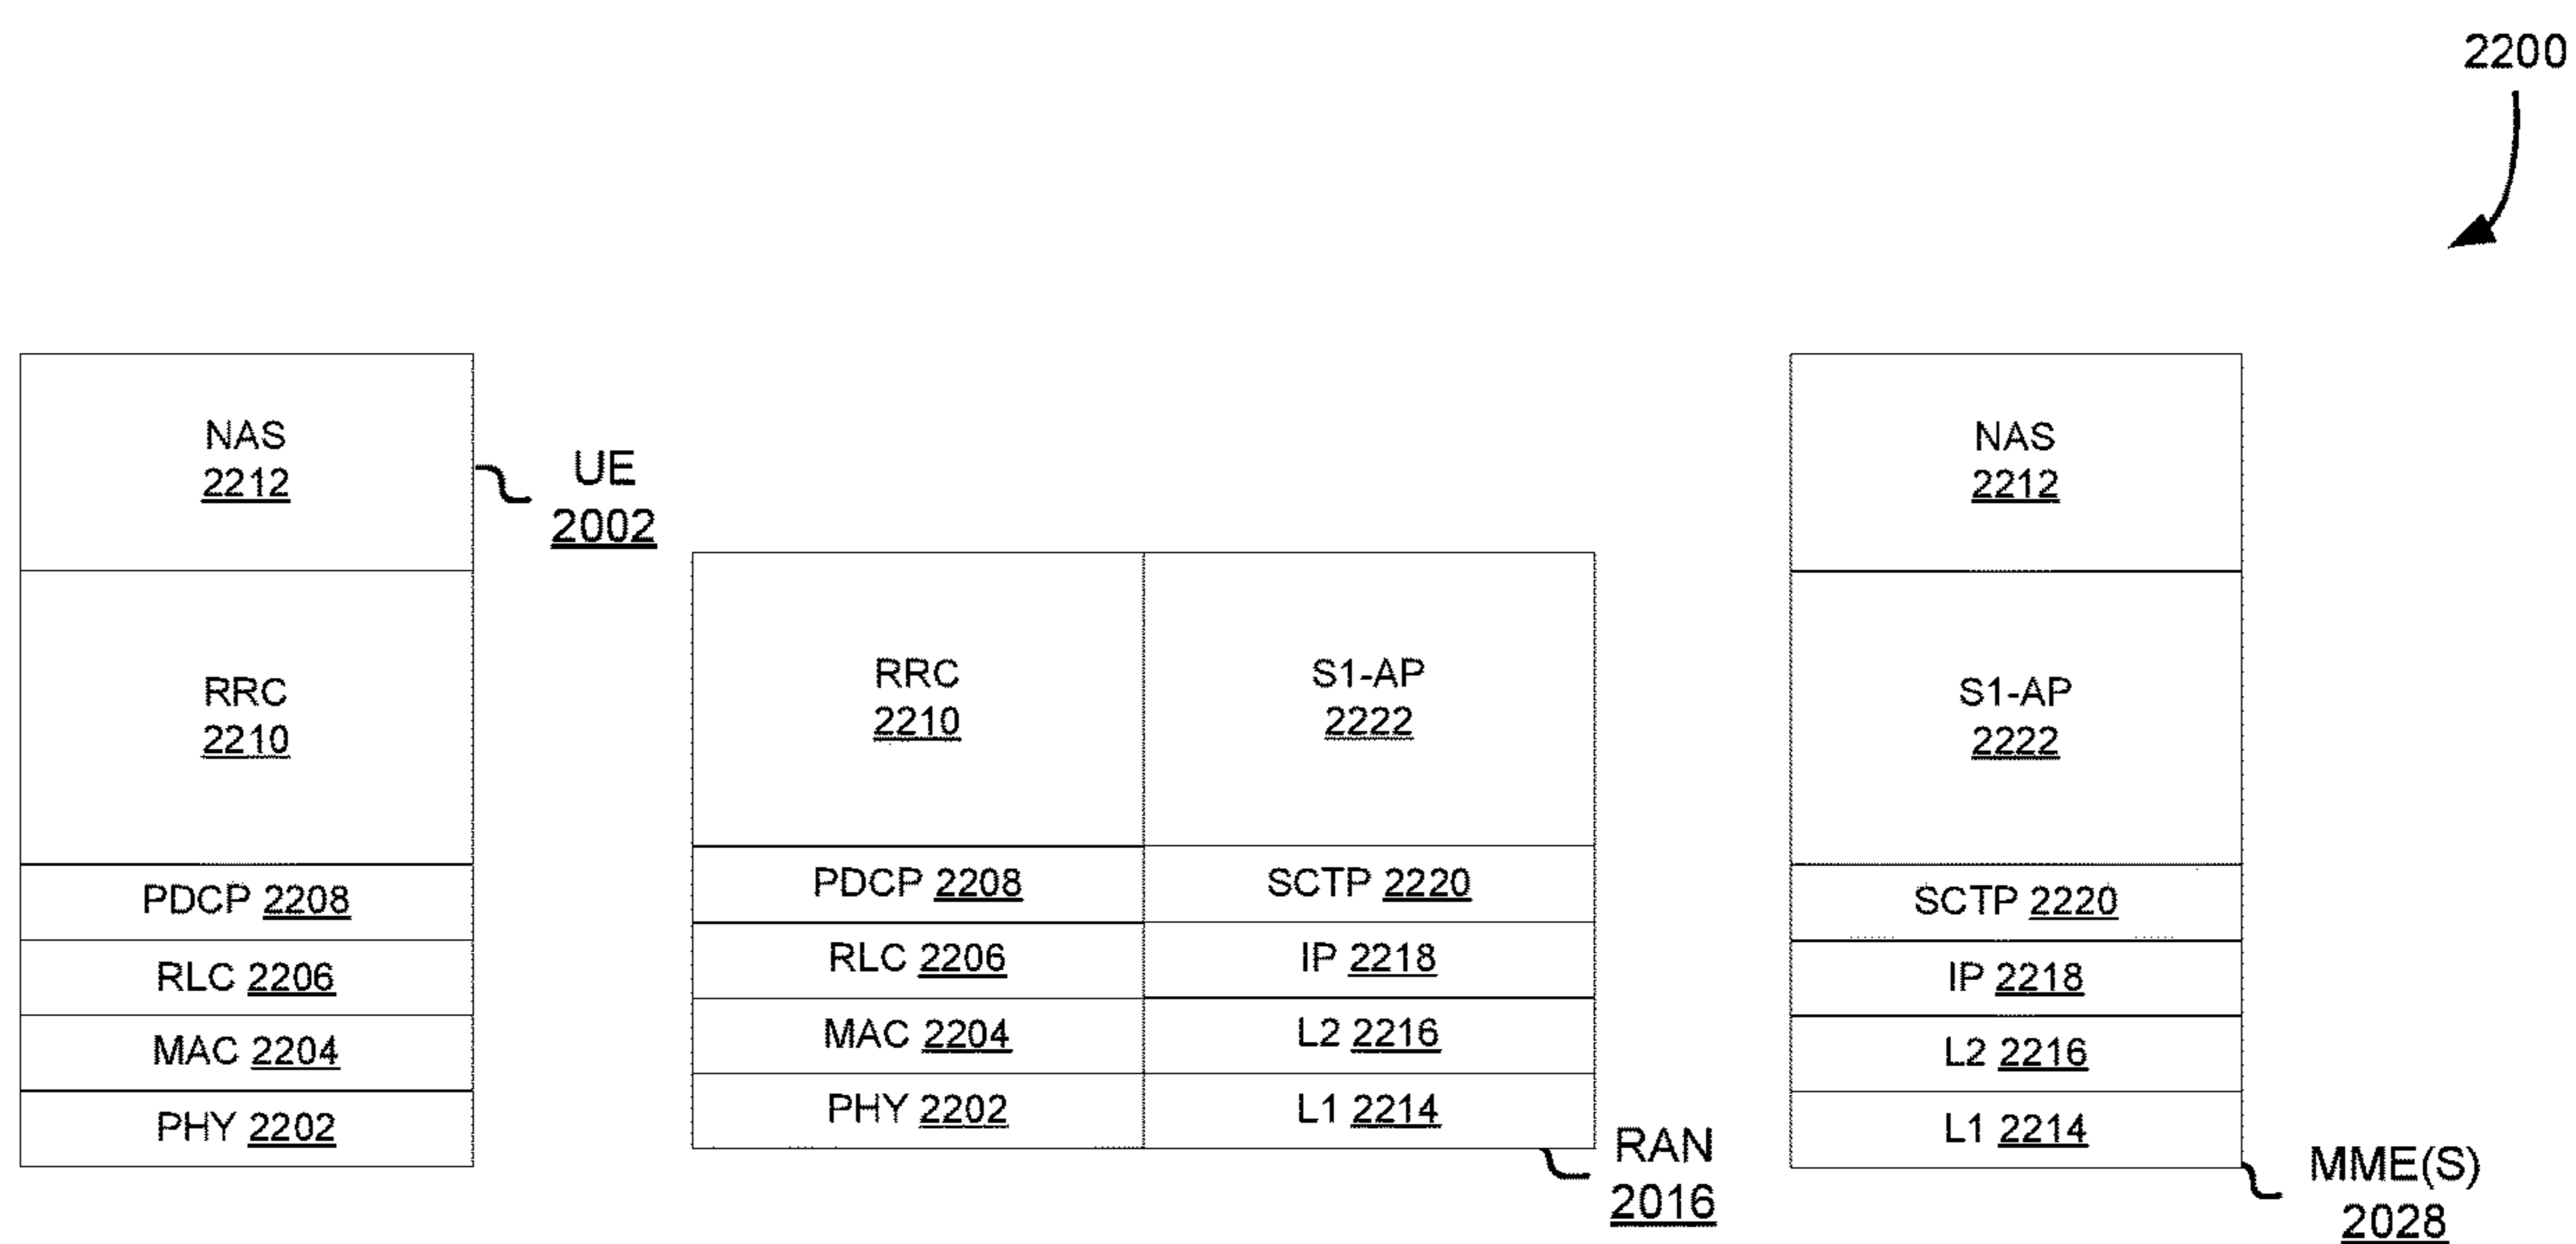 2200
NAS
2212
UE
2002
RRC
2210
PDCP 2208
RLC 2206
MAC 2204
PHY 2202
RRC
2210
S1-AP
2222
PDCP 2208
SCTP 2220
RLC 2206
IP 2218
MAC 2204
L2 2216
PHY 2202
L1 2214
RAN
2016
NAS
2212
S1-AP
2222
SCTP 2220
IP 2218
L2 2216
L1 2214
MME(S)
2028